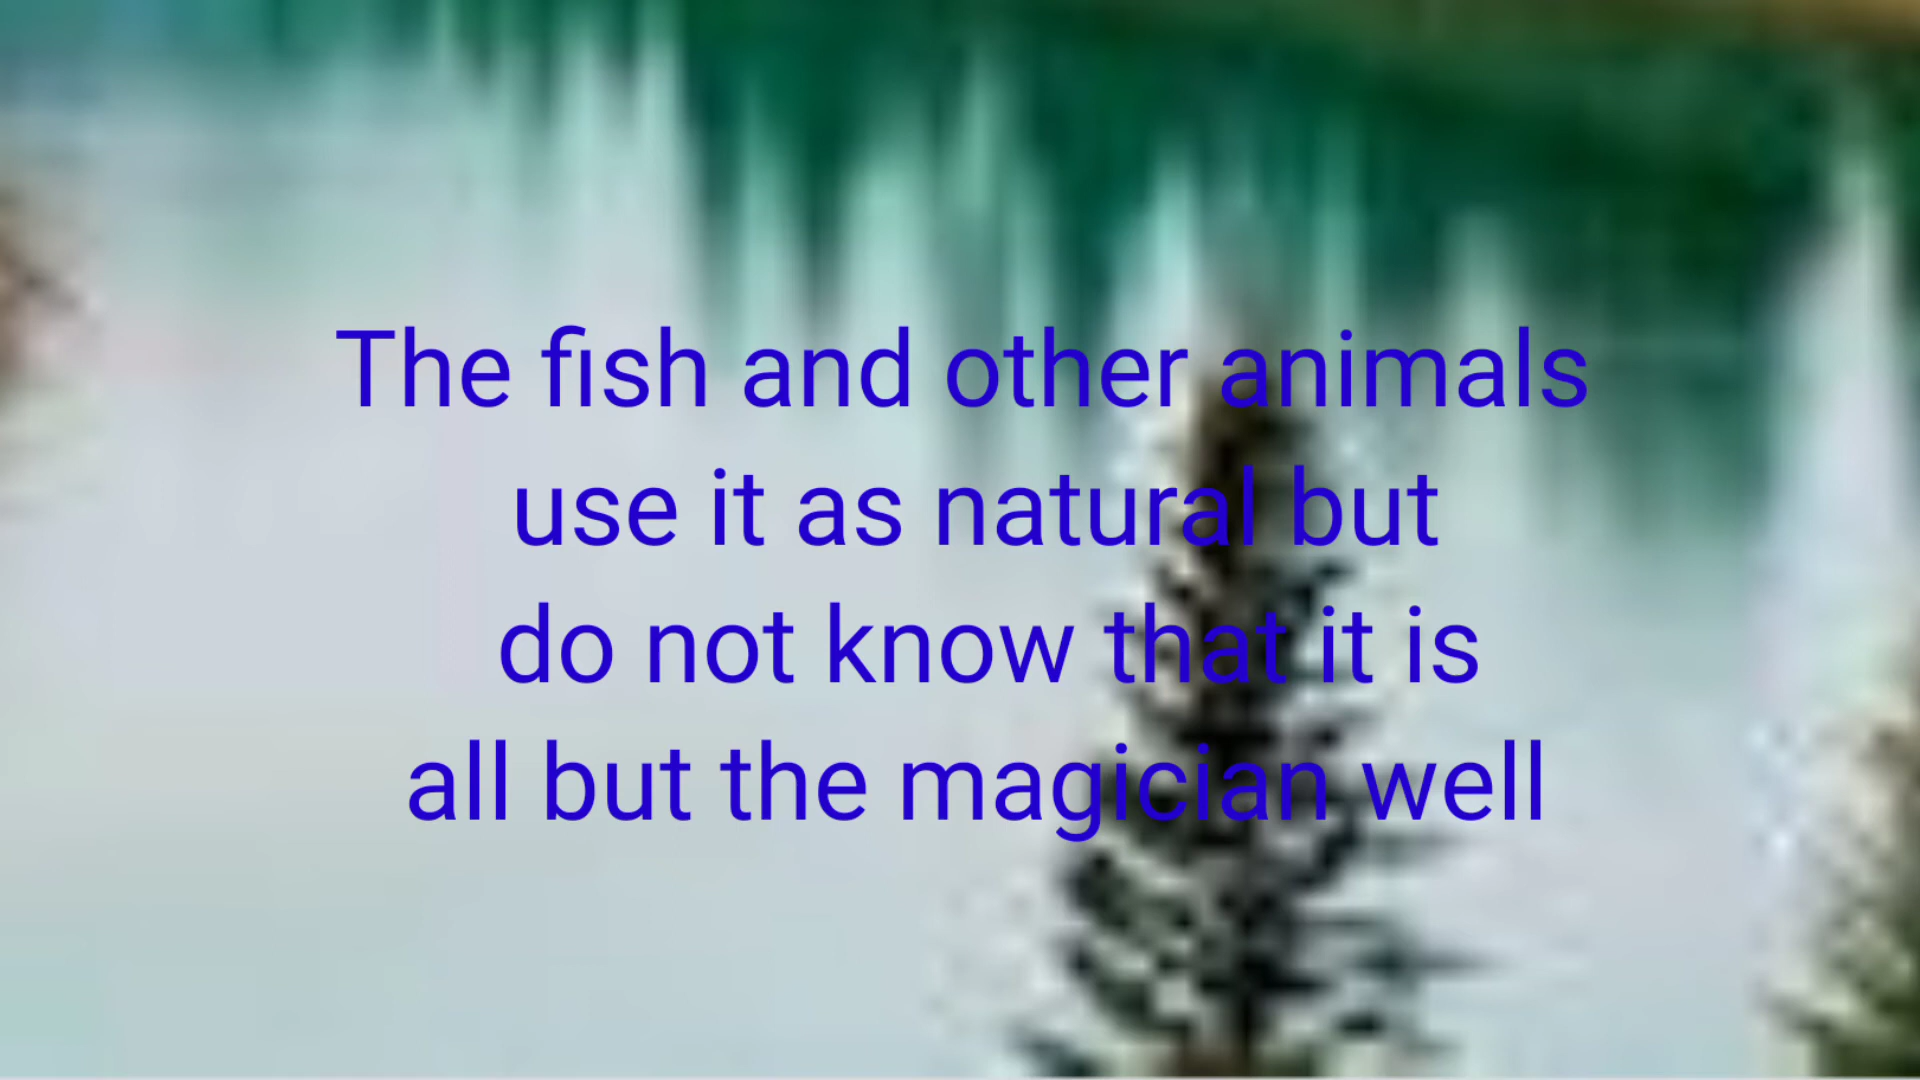 The fish and other animals
use it as natural but
do not know that it is
all but the magician well